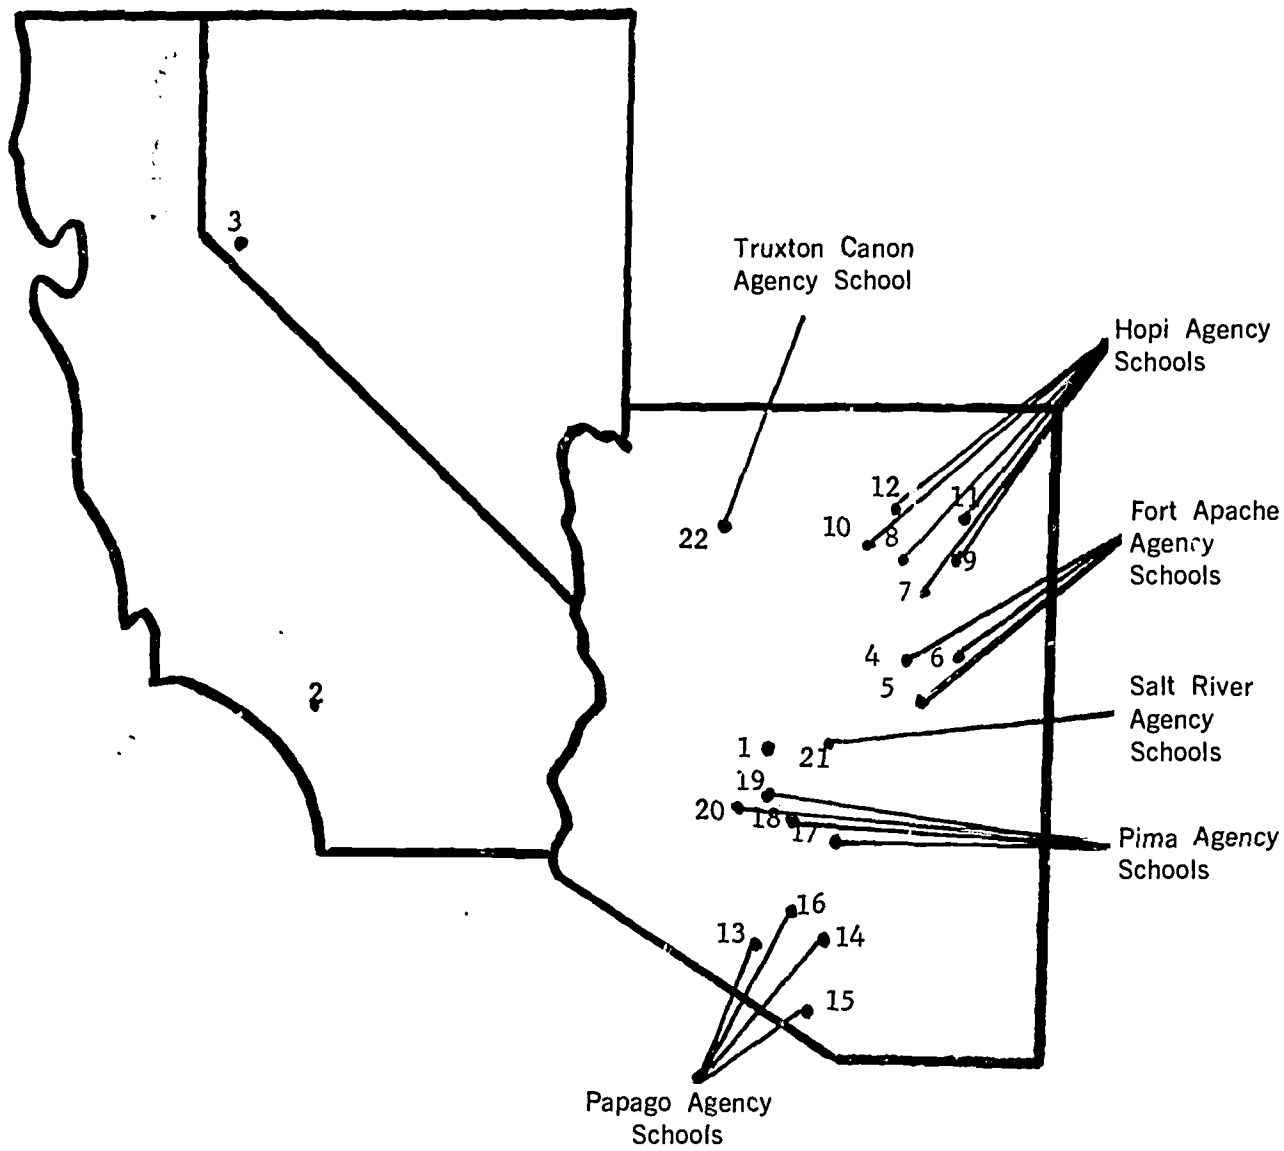 3
Truxton Canon
Agency School
Hopi Agency
Schools
12
11
10
8
22
9
7
Fort Apache
Agency
Schools
4
6
5
2
Salt River
Agency
Schools
1
21
19
20
18
17
Pima Agency
Schools
16
13
14
15
Papago Agency
Schools